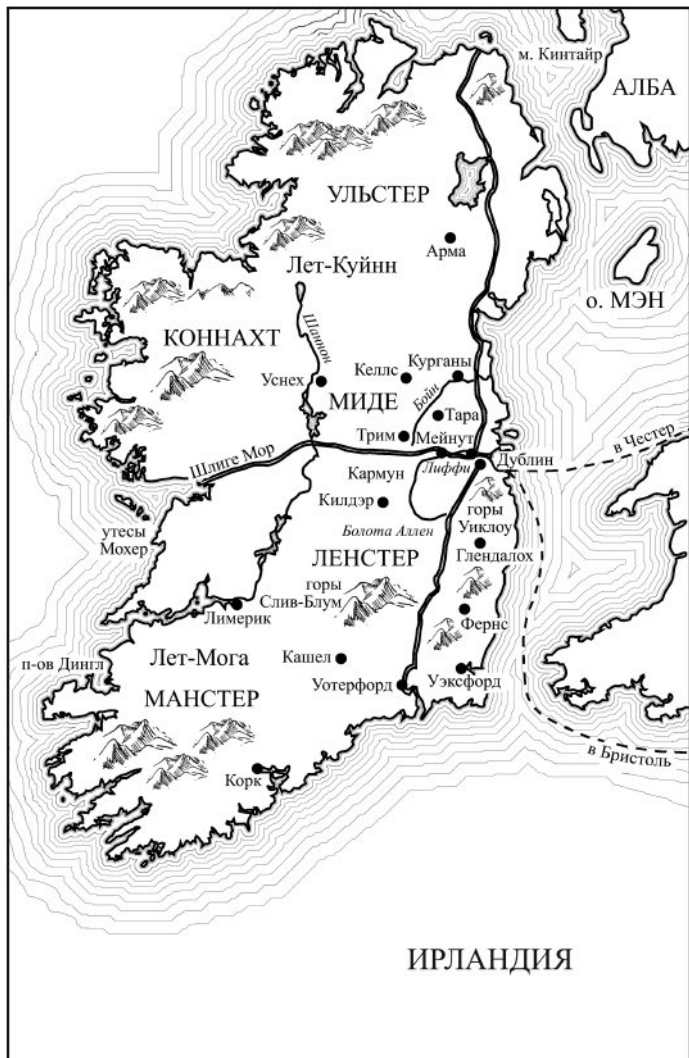 м. Кинтайр
АЛБА
УЛЬСТЕР
Арма
Лет-Куйнн
о. МЭН
Шаннон
КОННАХТ
Уснех
Келлс
Курганы
Бойн
МИДЕ
Тара
Трим
Мейнут
в Честер
Шлиге Мор
Лиффи
Дублин
Кармун
Килдэр
утесы
Мохер
Болота Аллен
горы
Уиклоу
Глендалох
ЛЕНСТЕР
горы
Слив-Блум
Лимерик
Фернс
п-ов Дингл
Лет-Мога
Кашел
Уэксфорд
Уотерфорд
МАНСТЕР
в Бристоль
Корк
ИРЛАНДИЯ